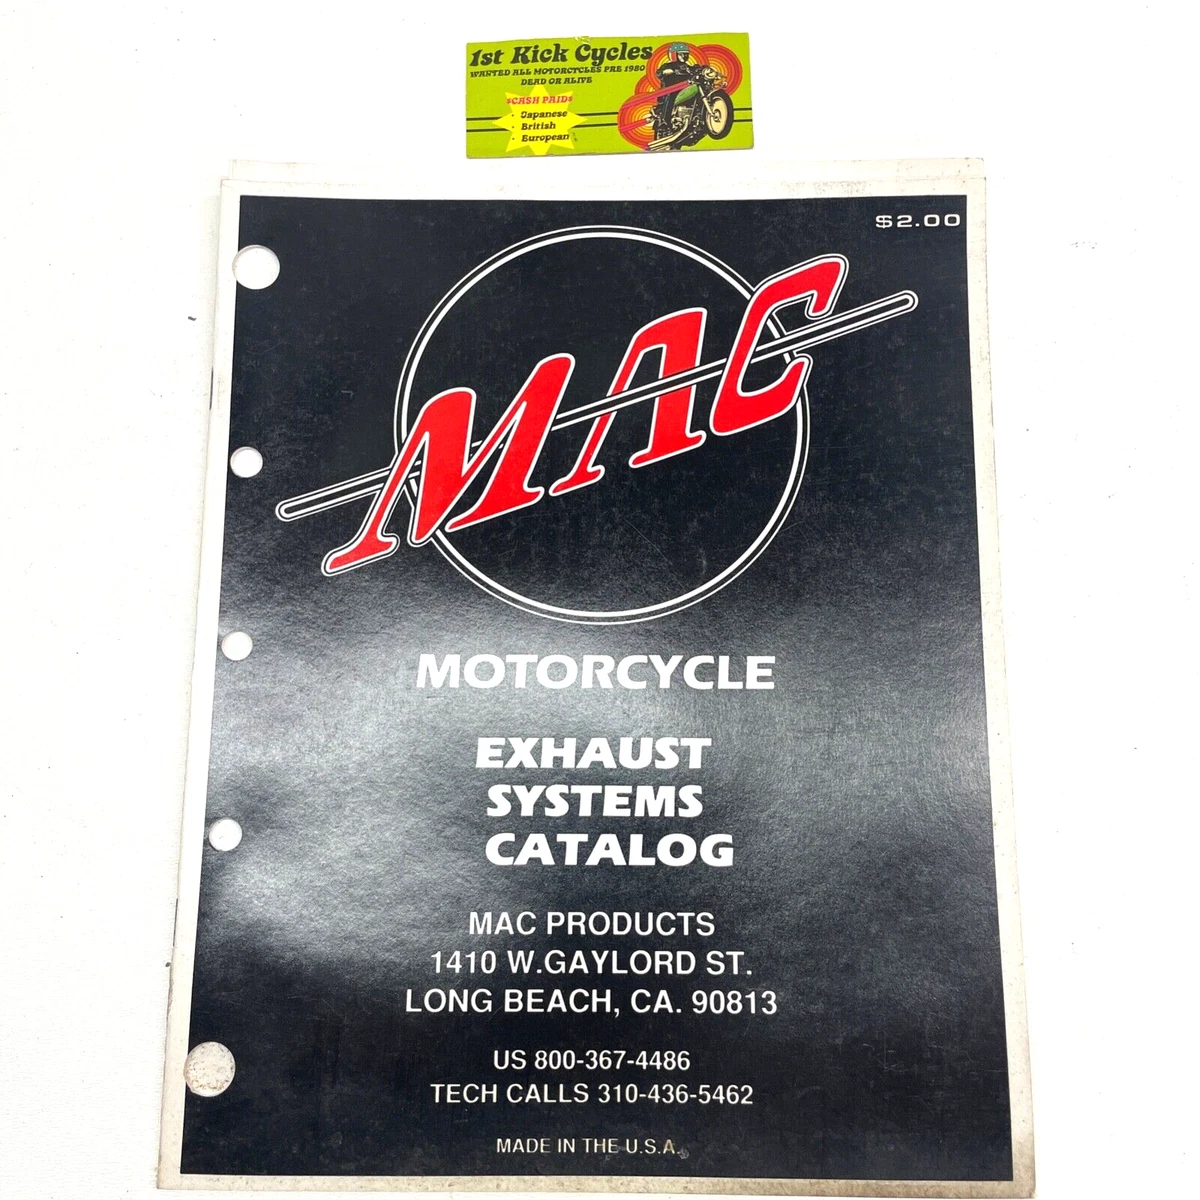 1st Kick Cycles
WANTED ALL MOTORCYCLES PRE 1980
DEAD OR ALIVE
$CASH PAID$
· Japanese
· British
· European
$2.00
MAC
MOTORCYCLE
EXHAUST
SYSTEMS
CATALOG
MAC PRODUCTS
1410 W.GAYLORD ST.
LONG BEACH, CA. 90813
US 800-367-4486
TECH CALLS 310-436-5462
MADE IN THE U.S.A.